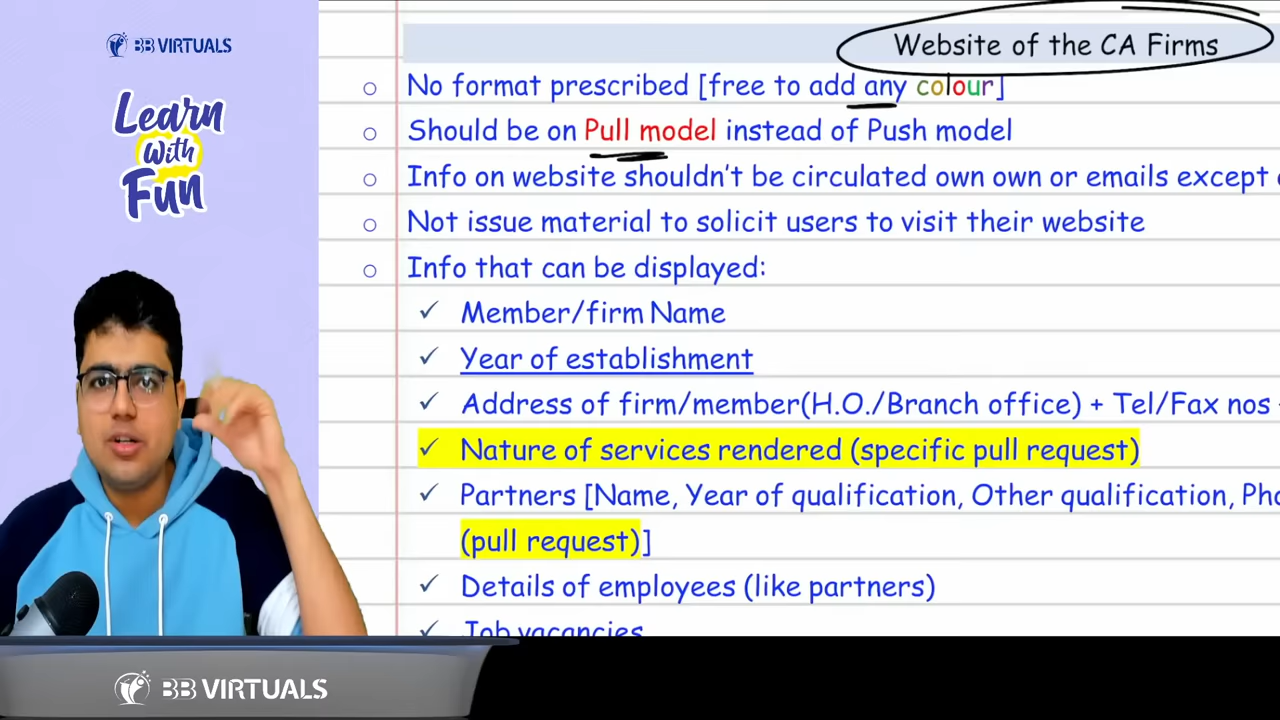 BB VIRTUALS
Learn
With
Fun
Website of the CA Firms
No format prescribed [free to add any colour]
Should be on Pull model instead of Push model
Info on website shouldn't be circulated own own or emails except
Not issue material to solicit users to visit their website
Info that can be displayed:
Member/firm Name
Year of establishment
Address of firm/member(H.O./Branch office) + Tel/Fax nos
Nature of services rendered (specific pull request)
Partners [Name, Year of qualification, Other qualification,
(pull request)]
Details of employees (like partners)
Job vacancies
BB VIRTUALS